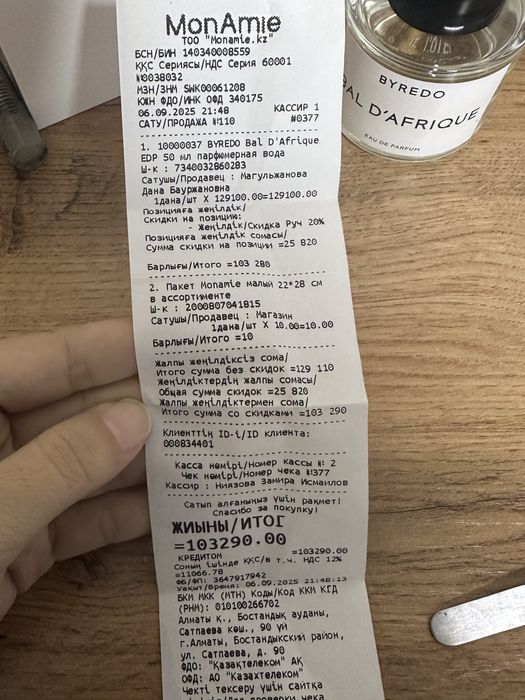 MonAmie
ТОО "Monamie.kz"
БСН/БИН 140340008559
ҚҚС Сериясы/НДС Серия 60001
№0038032
МЗН/ЗНМ SWK00061208
КЖН ФДО/ИНК ОФД 340175
06.09.2025 21:48 КАССИР 1
САТУ/ПРОДАЖА №110 #0377
1. 10000037 BYREDO Bal D'Afrique
EDP 50 мл парфюмерная вода
Ш-к : 7340032860283
Сатушы/Продавец : Магульжанова
Дана Бауржановна
1дана/шт X 129100.00=129100.00
Позицияға жеңілдік/
Скидки на позицию:
- Жеңілдік/Скидка Руч 20%
Позицияға жеңілдік сомасы/
Сумма скидки на позиции =25 820
Барлығы/Итого =103 280
2. Пакет Monamie малый 22*28 см
в ассортименте
Ш-к : 2000807041815
Сатушы/Продавец : Магазин
1дана/шт X 10.00=10.00
Барлығы/Итого =10
Жалпы жеңілдіксіз сома/
Итого сумма без скидок =129 110
Жеңілдіктердің жалпы сомасы/
Общая сумма скидок =25 820
Жалпы жеңілдіктермен сома/
Итого сумма со скидками =103 290
Клиенттің ID-і/ID клиента:
000834401
Касса нөмірі/Номер кассы № 2
Чек нөмірі/Номер чека №377
Кассир : Ниязова Замира Исмаилов
Сатып алғаныңыз үшін рақмет!
Спасибо за покупку!
ЖИЫНЫ/ИТОГ
=103290.00
КРЕДИТОМ =103290.00
Соның ішінде ҚҚС/в т.ч. НДС 12%
=11066.78
ФБ/ФП: 3647917942
Уақыт/Время: 06.09.2025 21:48:13
БКМ МКК (МТН) Коды/Код ККМ КГД
(РНМ): 010100266702
Алматы қ., Бостандық ауданы,
Сатпаева көш., 90 үй
г.Алматы, Бостандыкский район,
ул. Сатпаева, д. 90
ФДО: "Қазақтелеком" АҚ
ОФД: АО "Казахтелеком"
Чекті тексеру үшін сайтқа
BYREDO
BAL D'AFRIQUE
EAU DE PARFUM